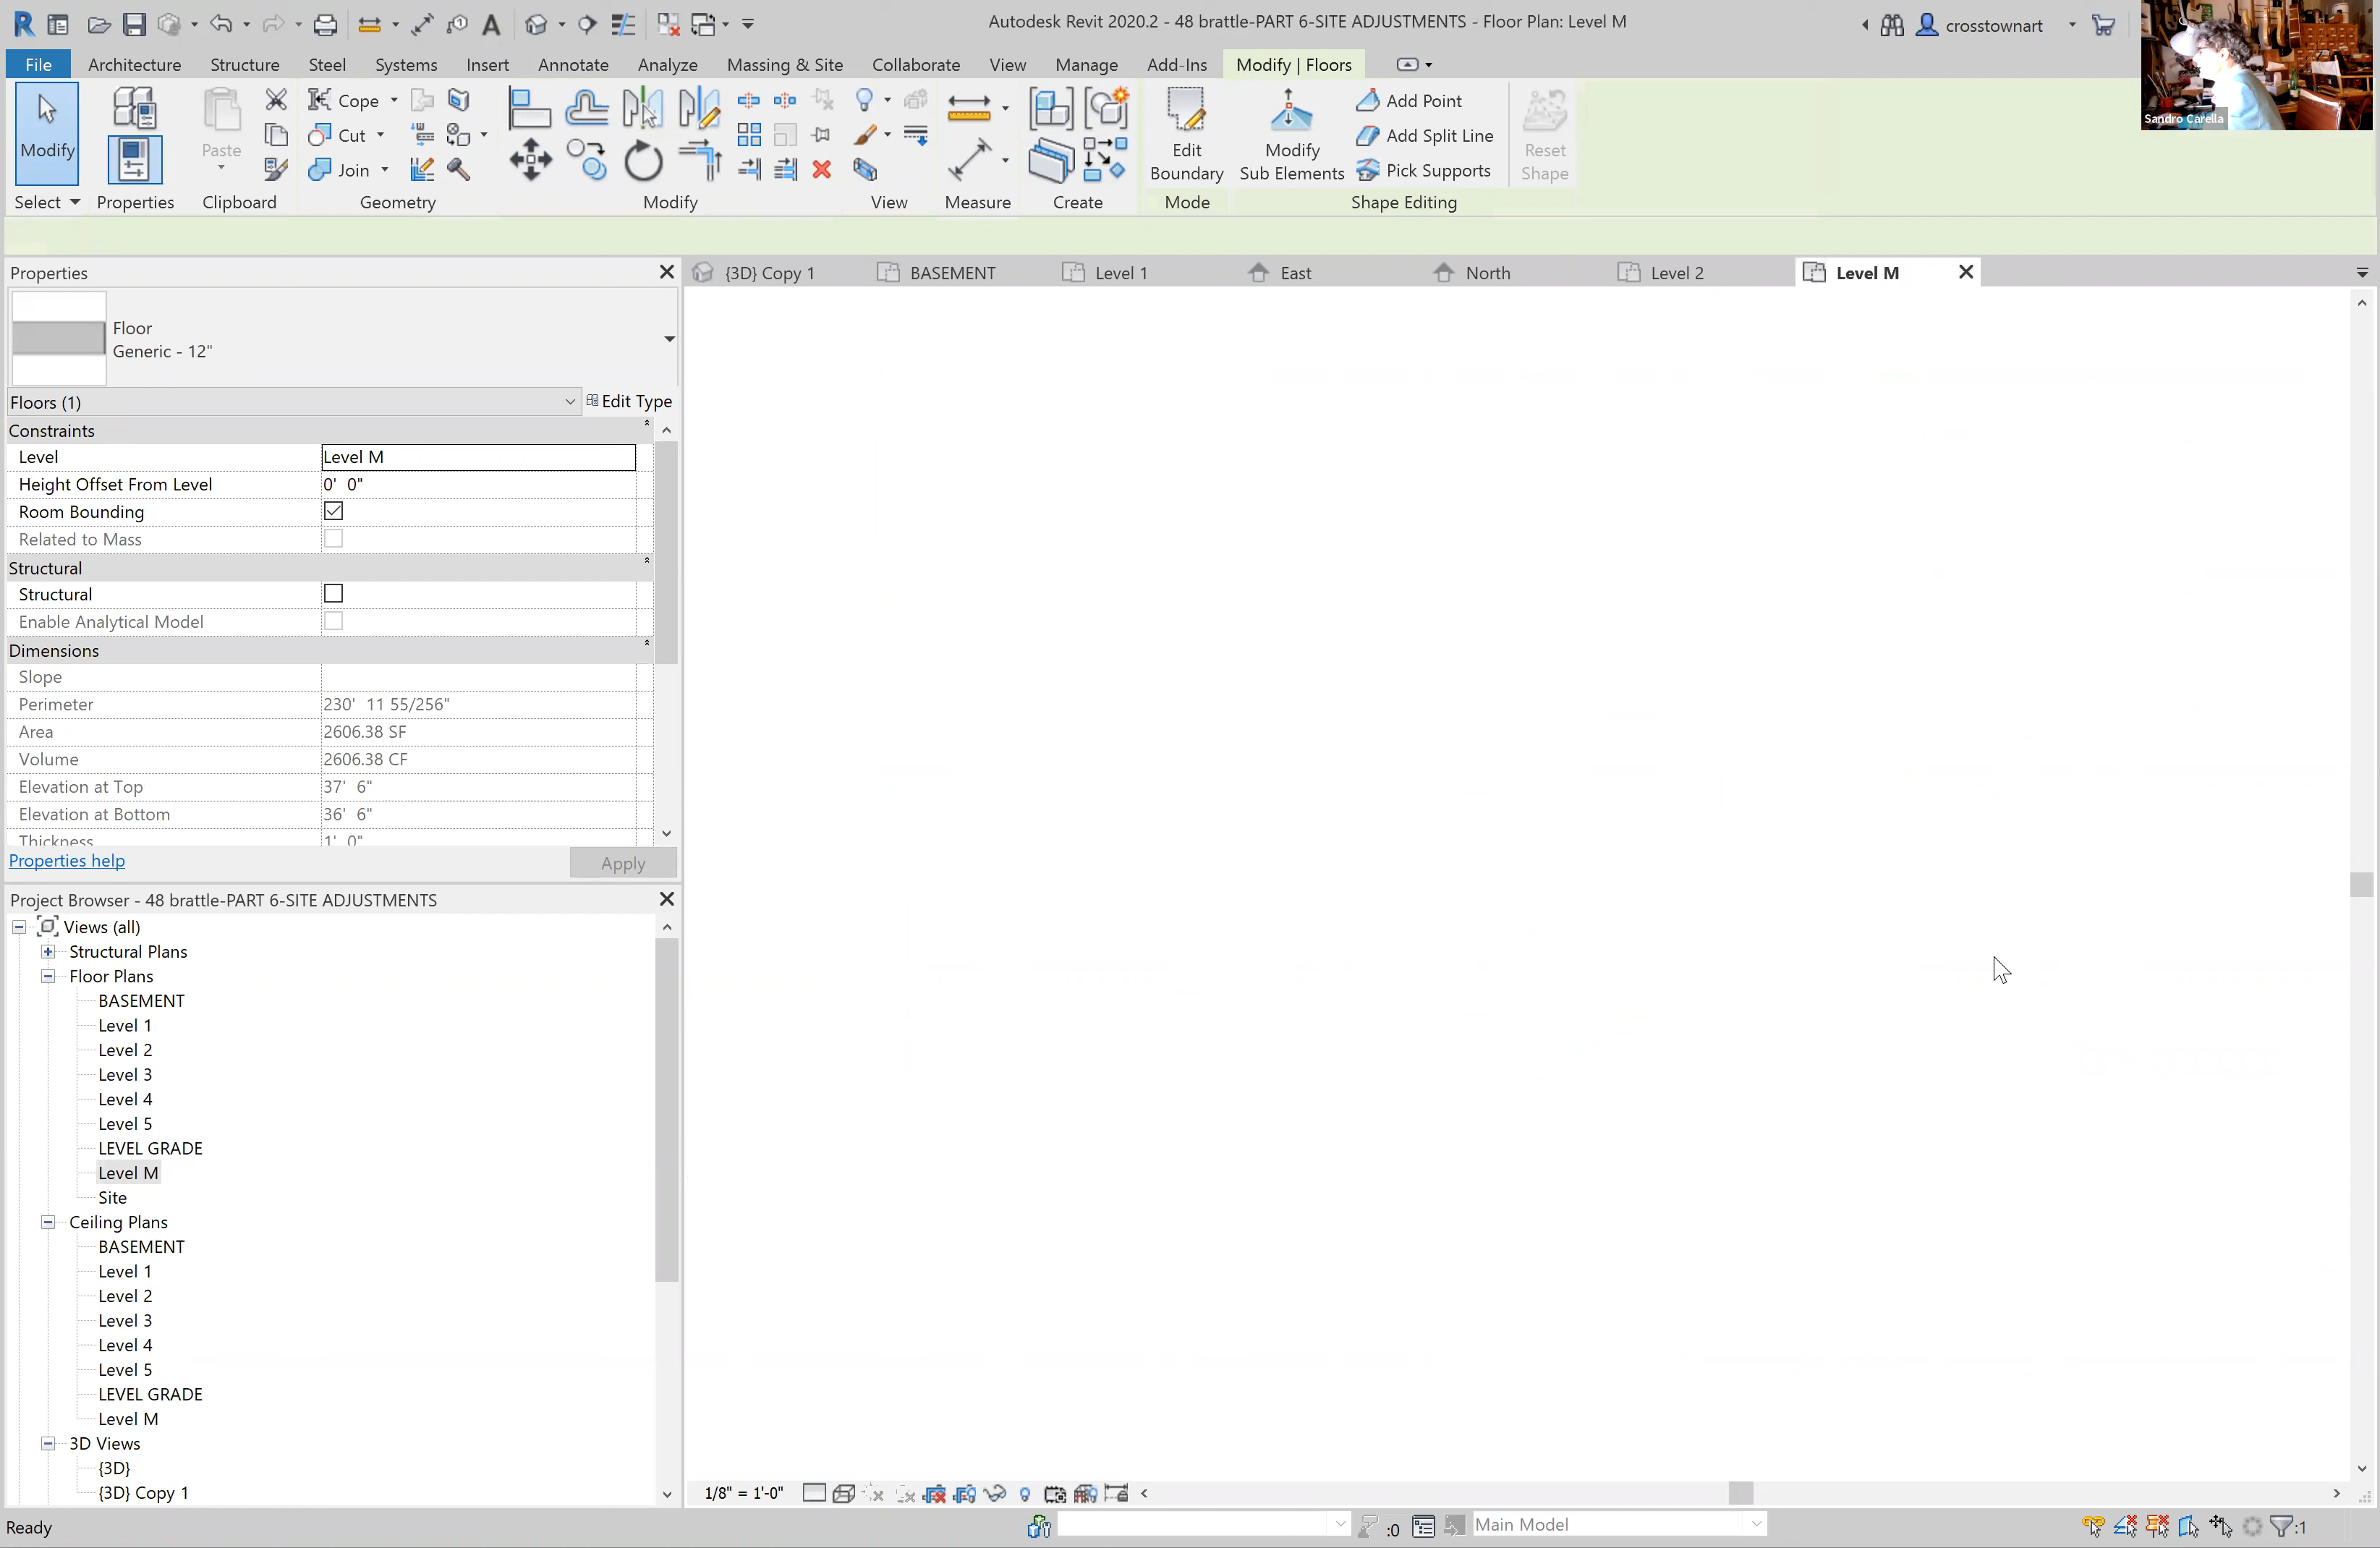 Autodesk Revit 2020.2 - 48 brattle-PART 6-SITE ADJUSTMENTS - Floor Plan: Level M
crosstownart
Sandro Carella
File Architecture Structure Steel Systems Insert Annotate Analyze Massing & Site Collaborate View Manage Add-Ins Modify | Floors
Modify
Paste
Cope
Cut
Join
Edit Boundary
Modify Sub Elements
Add Point
Add Split Line
Pick Supports
Reset Shape
Select Properties Clipboard Geometry Modify View Measure Create Mode Shape Editing
Properties
{3D} Copy 1 BASEMENT Level 1 East North Level 2 Level M
Floor
Generic - 12"
Floors (1) Edit Type
Constraints
Level Level M
Height Offset From Level 0' 0"
Room Bounding
Related to Mass
Structural
Structural
Enable Analytical Model
Dimensions
Slope
Perimeter 230' 11 55/256"
Area 2606.38 SF
Volume 2606.38 CF
Elevation at Top 37' 6"
Elevation at Bottom 36' 6"
Thickness 1' 0"
Properties help Apply
Project Browser - 48 brattle-PART 6-SITE ADJUSTMENTS
Views (all)
Structural Plans
Floor Plans
BASEMENT
Level 1
Level 2
Level 3
Level 4
Level 5
LEVEL GRADE
Level M
Site
Ceiling Plans
BASEMENT
Level 1
Level 2
Level 3
Level 4
Level 5
LEVEL GRADE
Level M
3D Views
{3D}
{3D} Copy 1
1/8" = 1'-0"
Ready :0 Main Model :1